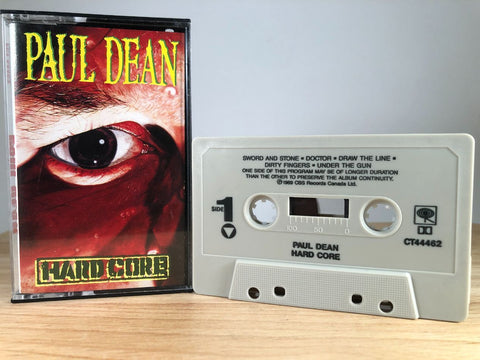 PAUL DEAN
HARD CORE
SWORD AND STONE • DOCTOR • DRAW THE LINE •
DIRTY FINGERS • UNDER THE GUN
ONE SIDE OF THIS PROGRAM MAY BE OF LONGER DURATION
THAN THE OTHER TO PRESERVE THE ALBUM CONTINUITY.
℗1989 CBS Records Canada Ltd.
SIDE 1
100 50 0
CT44462
PAUL DEAN
HARD CORE